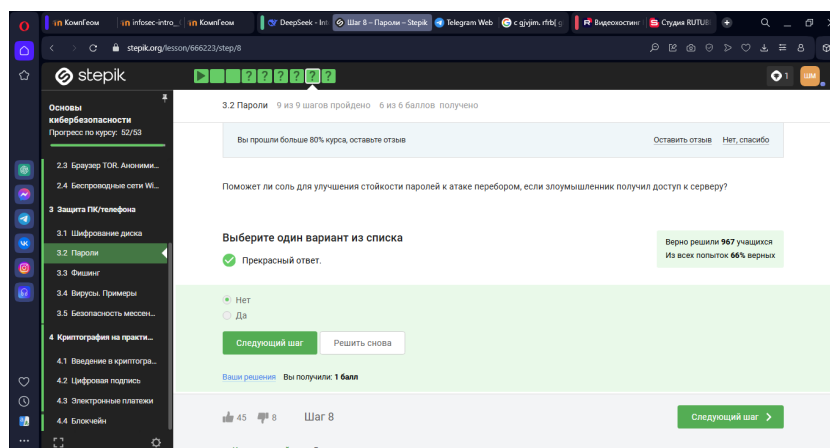 КомпГеом
infosec-intro_
КомпГеом
DeepSeek - Int
Шаг 8 – Пароли – Stepik
Telegram Web
с gjvjim. rfrb(
Видеохостинг
Студия RUTUB
stepik.org/lesson/666223/step/8
stepik
1
ШМ
Основы
кибербезопасности
Прогресс по курсу: 52/53
2.3 Браузер TOR. Аноними...
2.4 Беспроводные сети Wi...
3 Защита ПК/телефона
3.1 Шифрование диска
3.2 Пароли
3.3 Фишинг
3.4 Вирусы. Примеры
3.5 Безопасность мессен...
4 Криптография на практи...
4.1 Введение в криптогра...
4.2 Цифровая подпись
4.3 Электронные платежи
4.4 Блокчейн
3.2 Пароли 9 из 9 шагов пройдено 6 из 6 баллов получено
Вы прошли больше 80% курса, оставьте отзыв
Оставить отзыв Нет, спасибо
Поможет ли соль для улучшения стойкости паролей к атаке перебором, если злоумышленник получил доступ к серверу?
Выберите один вариант из списка
Прекрасный ответ.
Верно решили 967 учащихся
Из всех попыток 66% верных
Нет
Да
Следующий шаг
Решить снова
Ваши решения Вы получили: 1 балл
45 8 Шаг 8
Следующий шаг